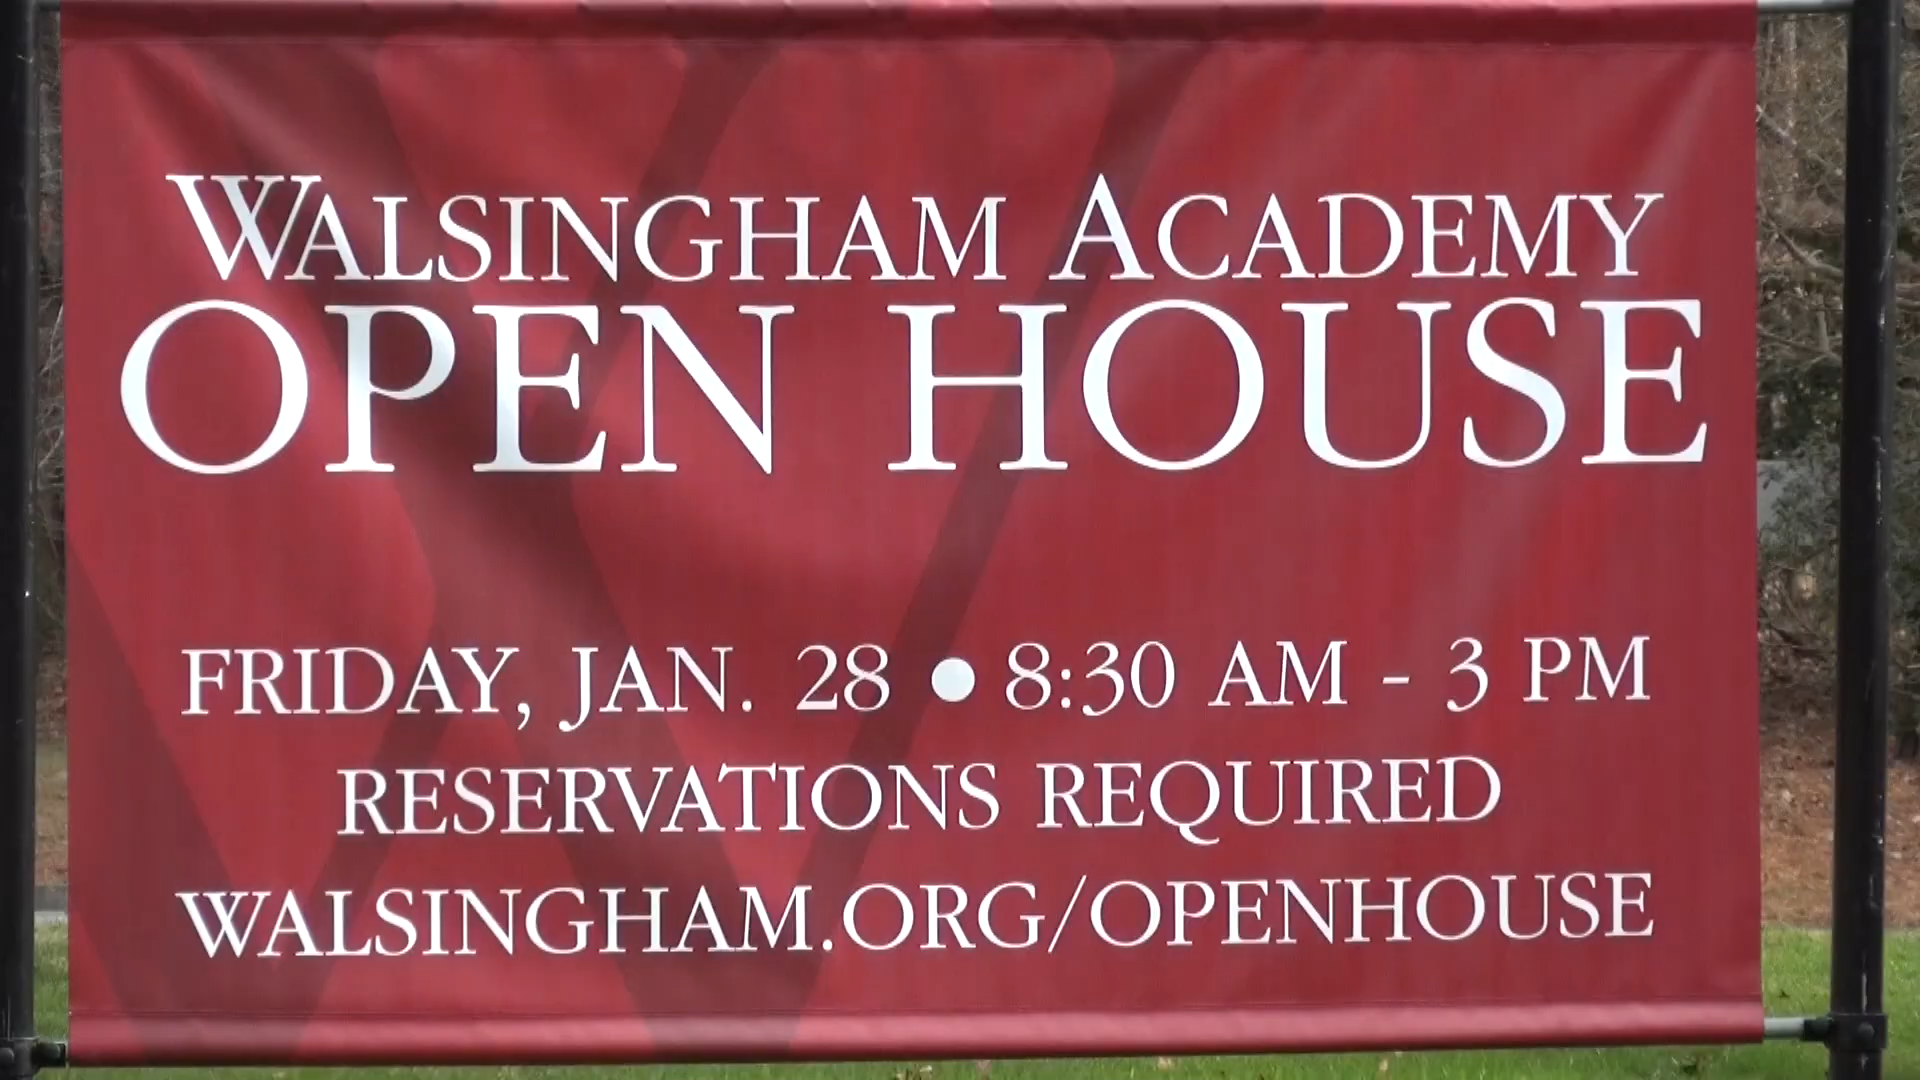 WALSINGHAM ACADEMY
OPEN HOUSE
FRIDAY, JAN. 28 • 8:30 AM - 3 PM
RESERVATIONS REQUIRED
WALSINGHAM.ORG/OPENHOUSE